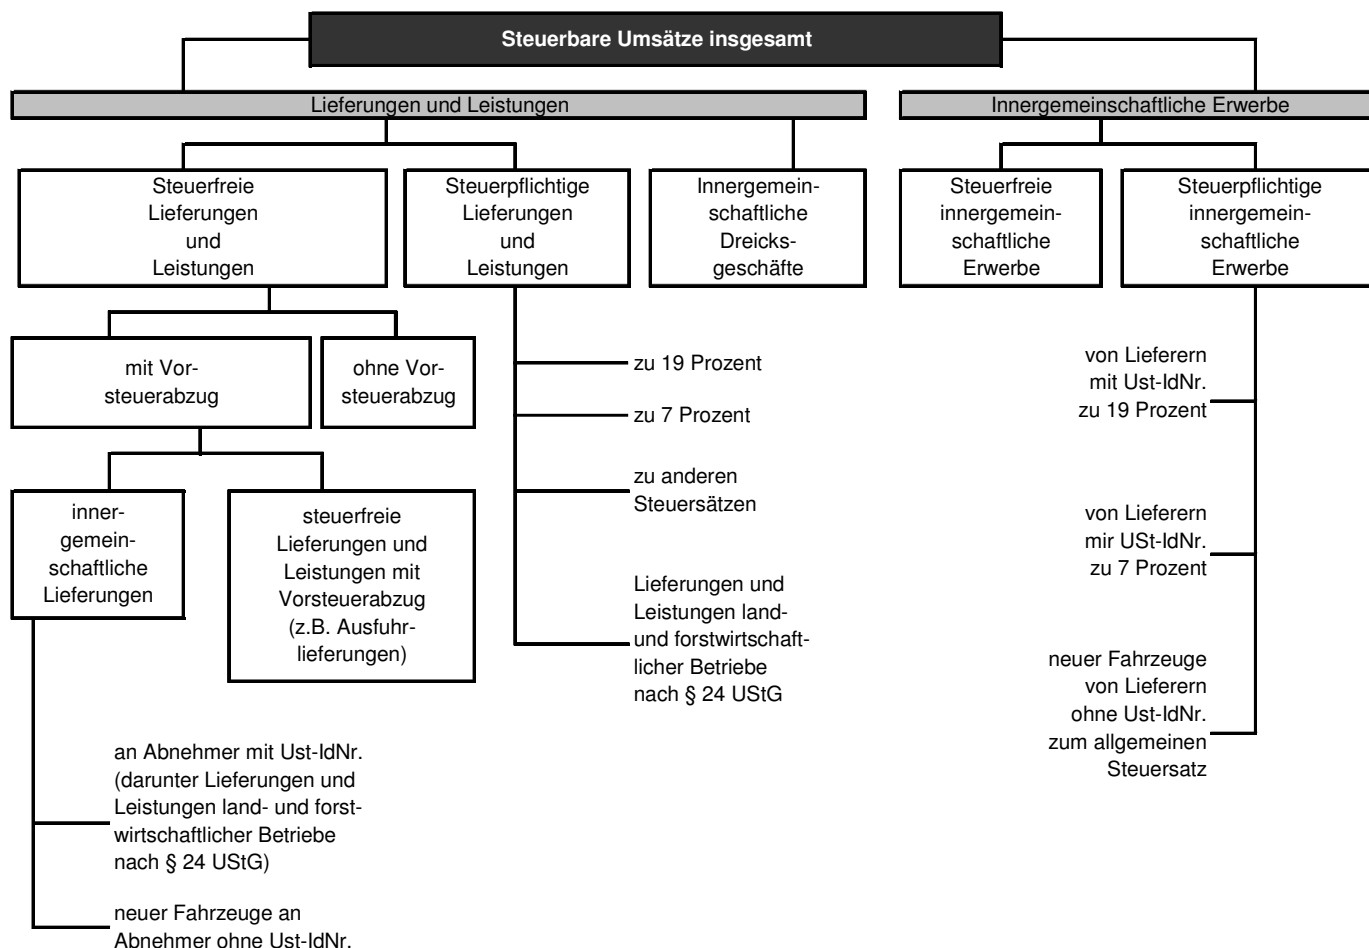 Steuerbare Umsätze insgesamt
Lieferungen und Leistungen
Innergemeinschaftliche Erwerbe
Steuerfreie
Lieferungen
und
Leistungen
Steuerpflichtige
Lieferungen
und
Leistungen
Innergemein-
schaftliche
Dreicks-
geschäfte
Steuerfreie
innergemein-
schaftliche
Erwerbe
Steuerpflichtige
innergemein-
schaftliche
Erwerbe
mit Vor-
steuerabzug
ohne Vor-
steuerabzug
zu 19 Prozent
zu 7 Prozent
zu anderen
Steuersätzen
Lieferungen und
Leistungen land-
und forstwirtschaft-
licher Betriebe
nach § 24 UStG
von Lieferern
mit Ust-IdNr.
zu 19 Prozent
von Lieferern
mir USt-IdNr.
zu 7 Prozent
neuer Fahrzeuge
von Lieferern
ohne Ust-IdNr.
zum allgemeinen
Steuersatz
inner-
gemein-
schaftliche
Lieferungen
steuerfreie
Lieferungen und
Leistungen mit
Vorsteuerabzug
(z.B. Ausfuhr-
lieferungen)
an Abnehmer mit Ust-IdNr.
(darunter Lieferungen und
Leistungen land- und forst-
wirtschaftlicher Betriebe
nach § 24 UStG)
neuer Fahrzeuge an
Abnehmer ohne Ust-IdNr.